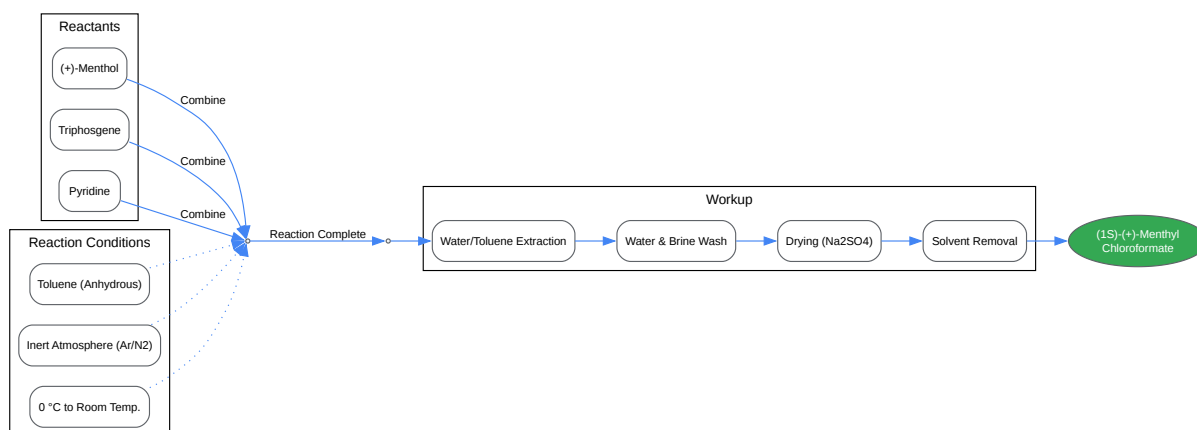 Reactants
(+)-Menthol
Combine
Triphosgene
Combine
Pyridine
Combine
Reaction Conditions
Toluene (Anhydrous)
Inert Atmosphere (Ar/N2)
0 °C to Room Temp.
Reaction Complete
Workup
Water/Toluene Extraction
Water & Brine Wash
Drying (Na2SO4)
Solvent Removal
(1S)-(+)-Menthyl
Chloroformate